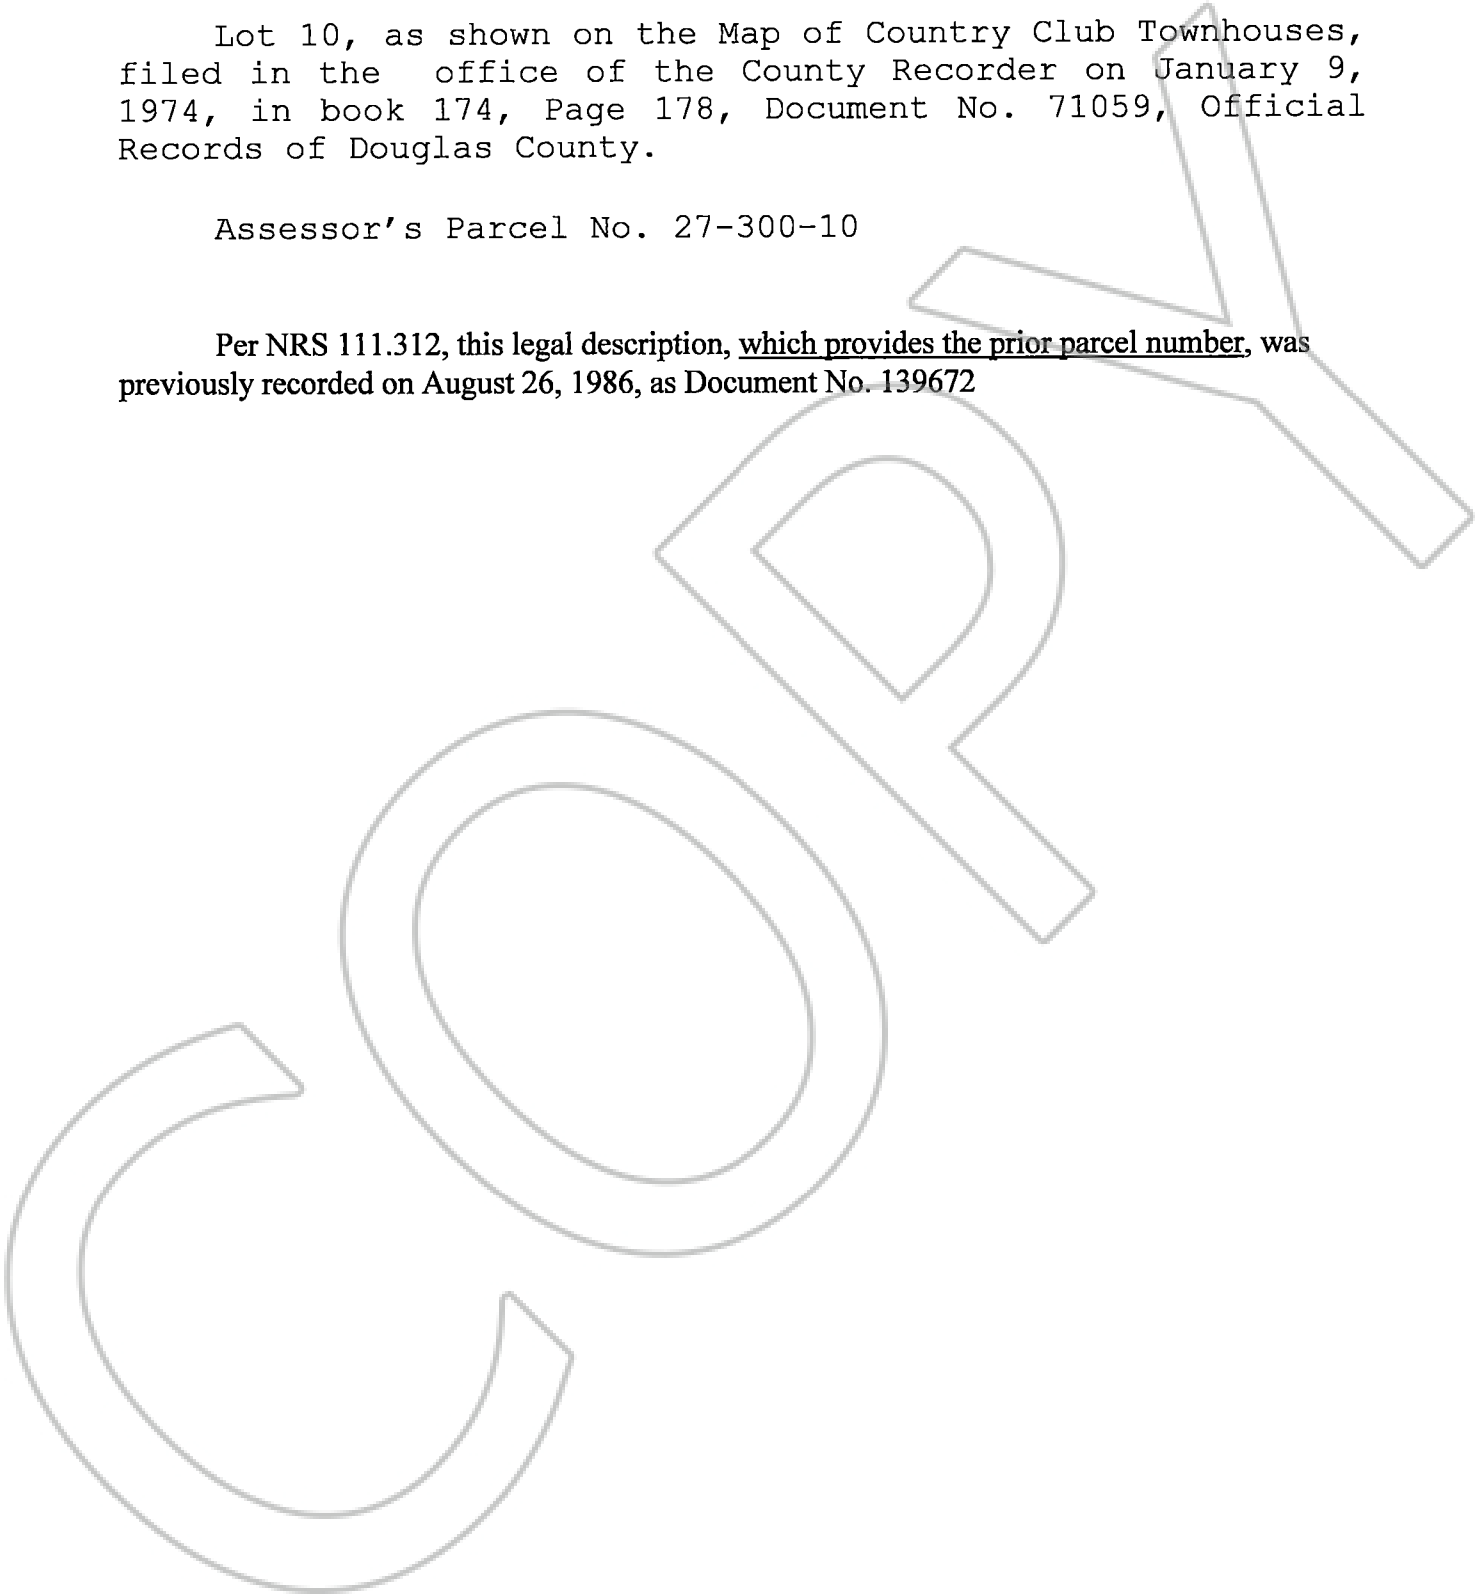 Lot 10, as shown on the Map of Country Club Townhouses,
filed in the office of the County Recorder on January 9,
1974, in book 174, Page 178, Document No. 71059, Official
Records of Douglas County.
Assessor's Parcel No. 27-300-10
Per NRS 111.312, this legal description, which provides the prior parcel number, was
previously recorded on August 26, 1986, as Document No. 139672
COPY